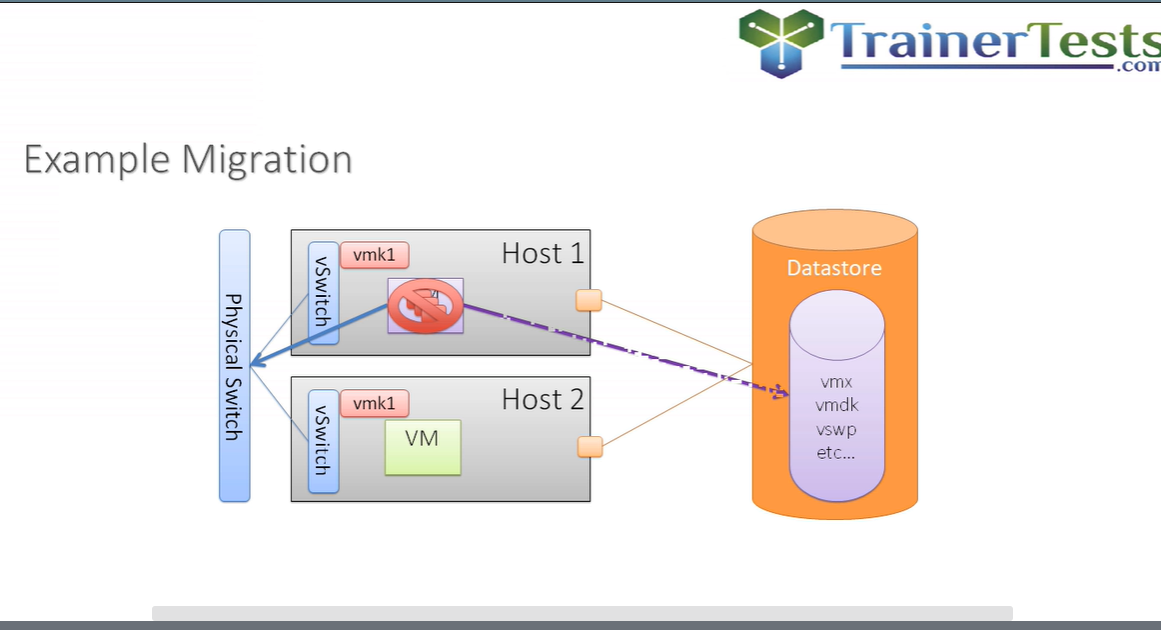 TrainerTests
.com
Example Migration
Physical Switch
vSwitch
vmk1
Host 1
vSwitch
vmk1
Host 2
VM
Datastore
vmx
vmdk
vswp
etc...